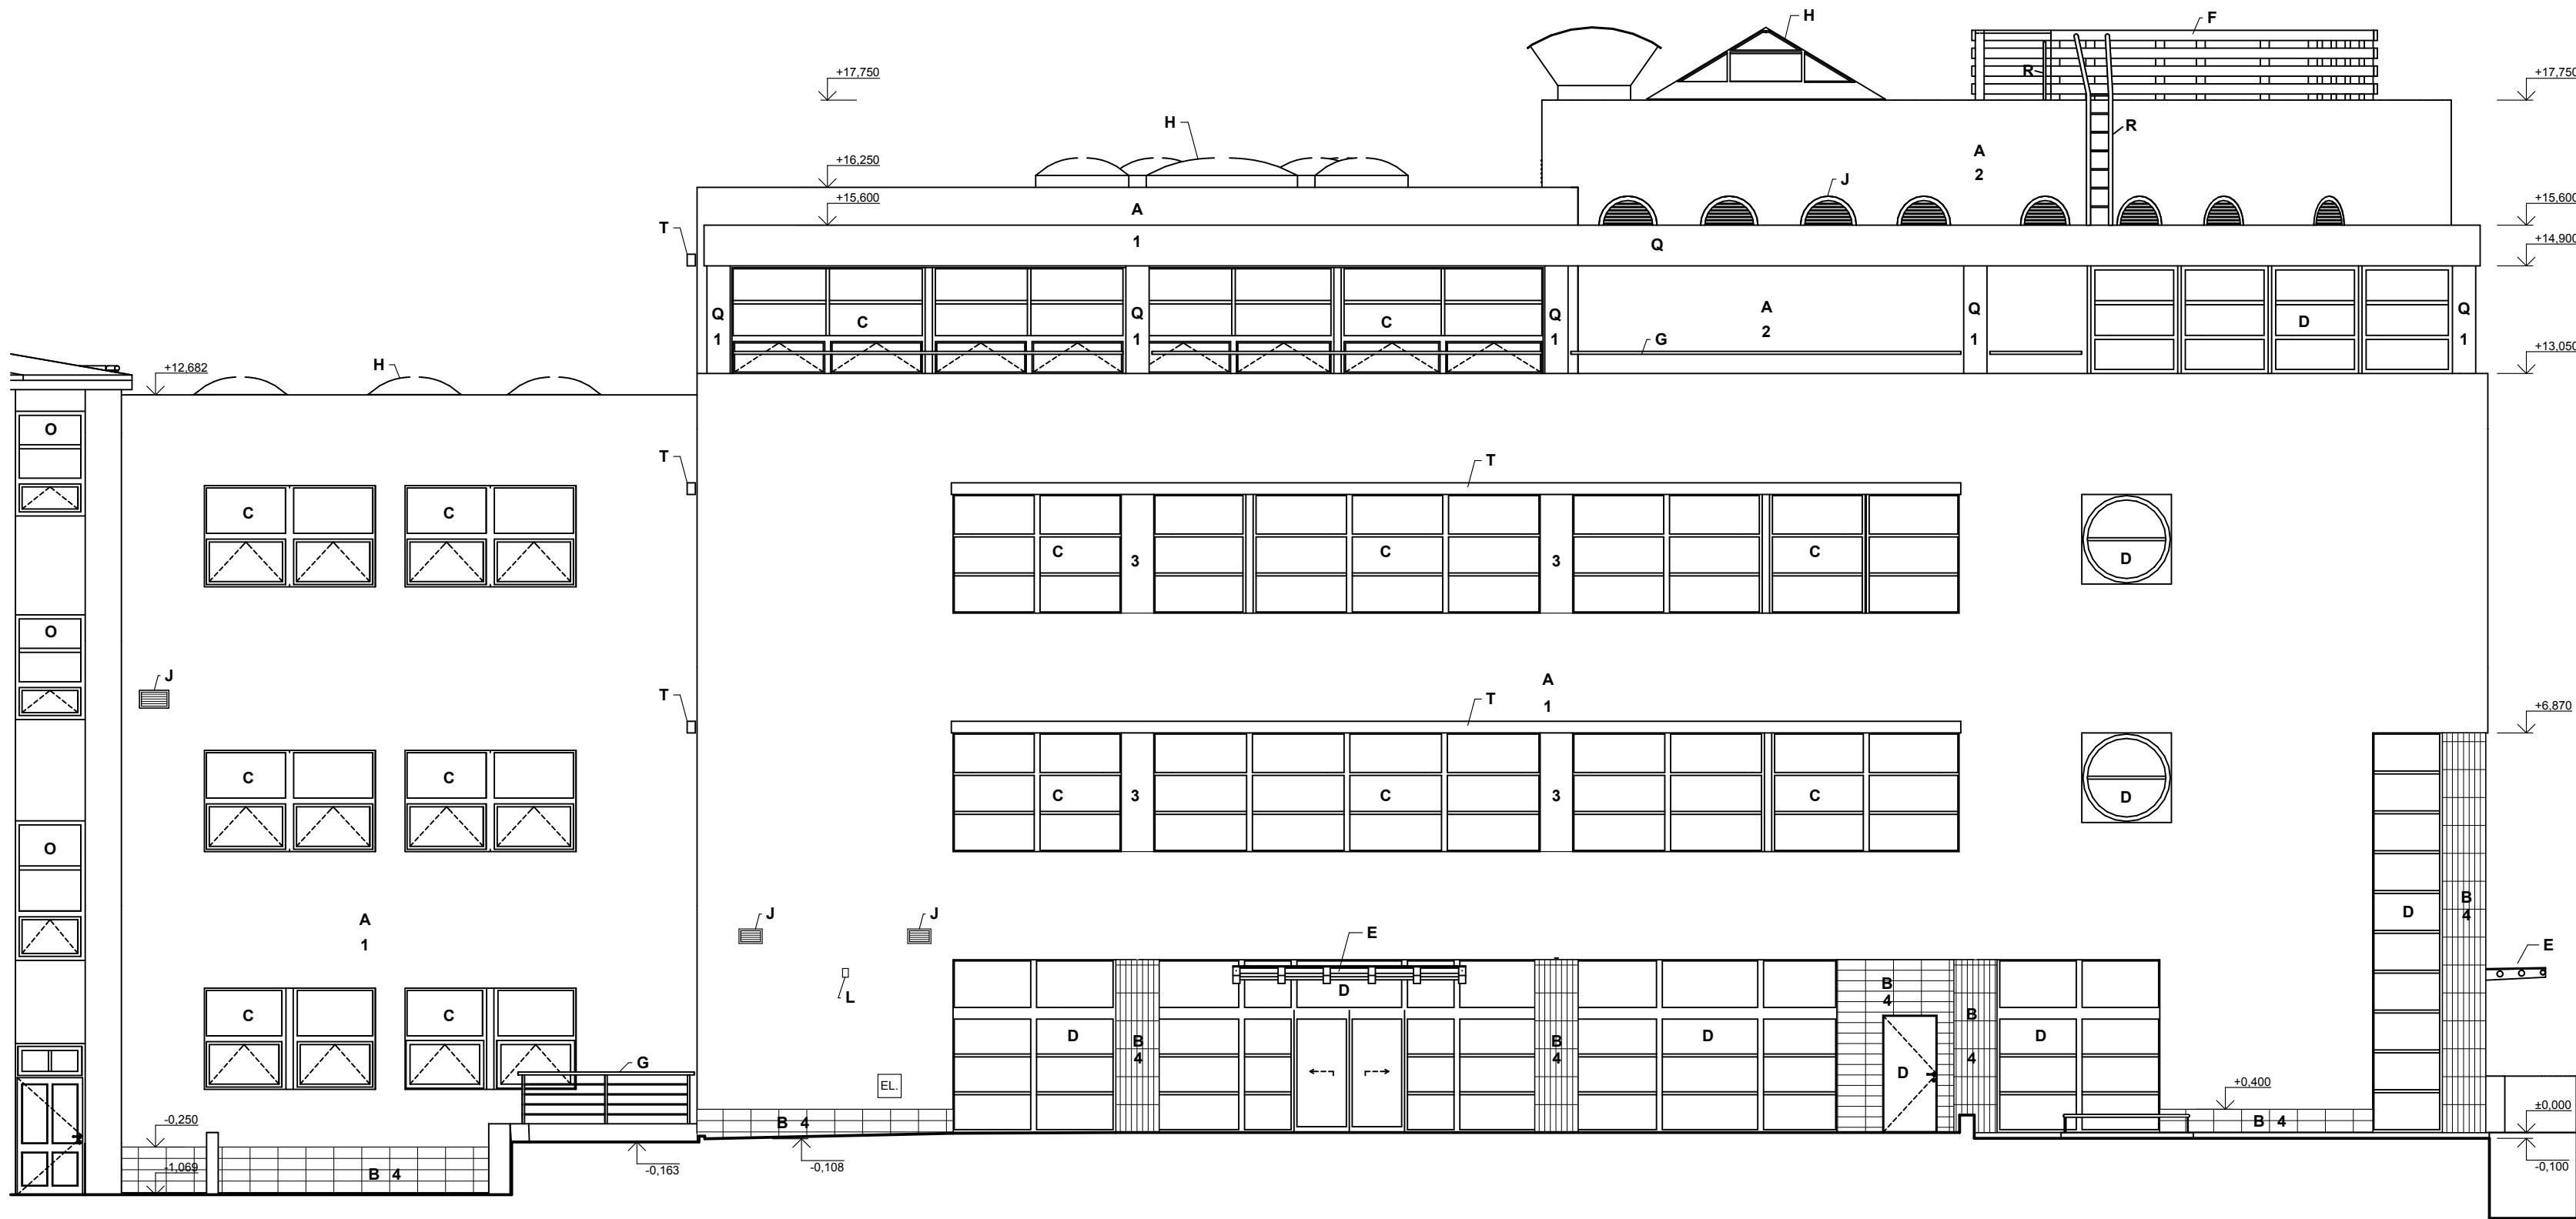 H
F
+17,750
R
+17,750
H
R
+16,250
A
2
J
+15,600
A
+15,600
T
1
Q
+14,900
Q
1
C
Q
1
C
Q
1
A
2
G
Q
1
D
Q
1
+13,050
H
+12,682
O
T
T
C
C
C
3
C
3
C
D
O
J
T
A
1
T
+6,870
C
C
C
3
C
3
C
D
O
A
1
J
J
E
B
4
D
E
L
D
B
4
C
C
D
B
4
B
4
D
B
4
D
D
G
EL.
+0,400
-0,250
B 4
B 4
±0,000
-1,069
B 4
-0,163
-0,108
-0,100